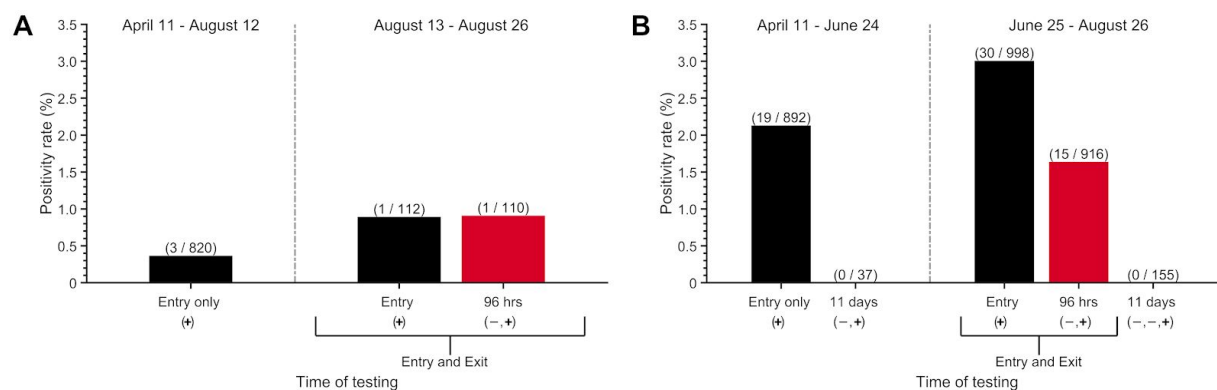 A
April 11 - August 12
August 13 - August 26
Positivity rate (%)
3.5
3.0
2.5
2.0
1.5
1.0
0.5
0
(3 / 820)
(1 / 112)
(1 / 110)
Entry only
(+)
Entry
(+)
96 hrs
(−,+)
Entry and Exit
Time of testing
B
April 11 - June 24
June 25 - August 26
Positivity rate (%)
3.5
3.0
2.5
2.0
1.5
1.0
0.5
0
(19 / 892)
(0 / 37)
(30 / 998)
(15 / 916)
(0 / 155)
Entry only
(+)
11 days
(−,+)
Entry
(+)
96 hrs
(−,+)
11 days
(−,−,+)
Entry and Exit
Time of testing